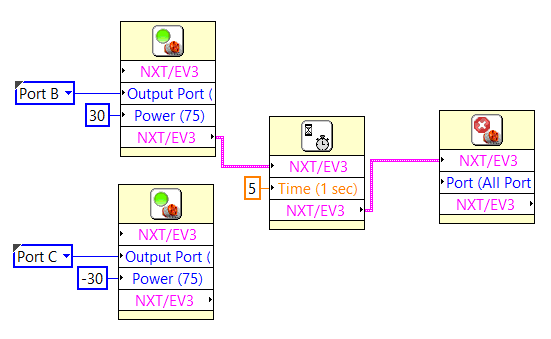 NXT/EV3
Port B
Output Port (
30
Power (75)
NXT/EV3
NXT/EV3
5
Time (1 sec)
NXT/EV3
NXT/EV3
Port (All Port
NXT/EV3
NXT/EV3
Port C
Output Port (
-30
Power (75)
NXT/EV3